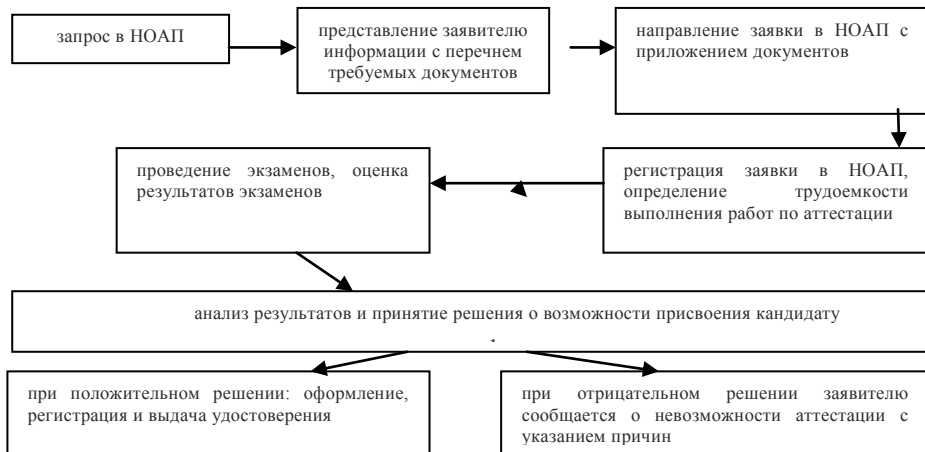 запрос в НОАП
представление заявителю
информации с перечнем
требуемых документов
направление заявки в НОАП с
приложением документов
проведение экзаменов, оценка
результатов экзаменов
регистрация заявки в НОАП,
определение трудоемкости
выполнения работ по аттестации
анализ результатов и принятие решения о возможности присвоения кандидату
при положительном решении: оформление,
регистрация и выдача удостоверения
при отрицательном решении заявителю
сообщается о невозможности аттестации с
указанием причин